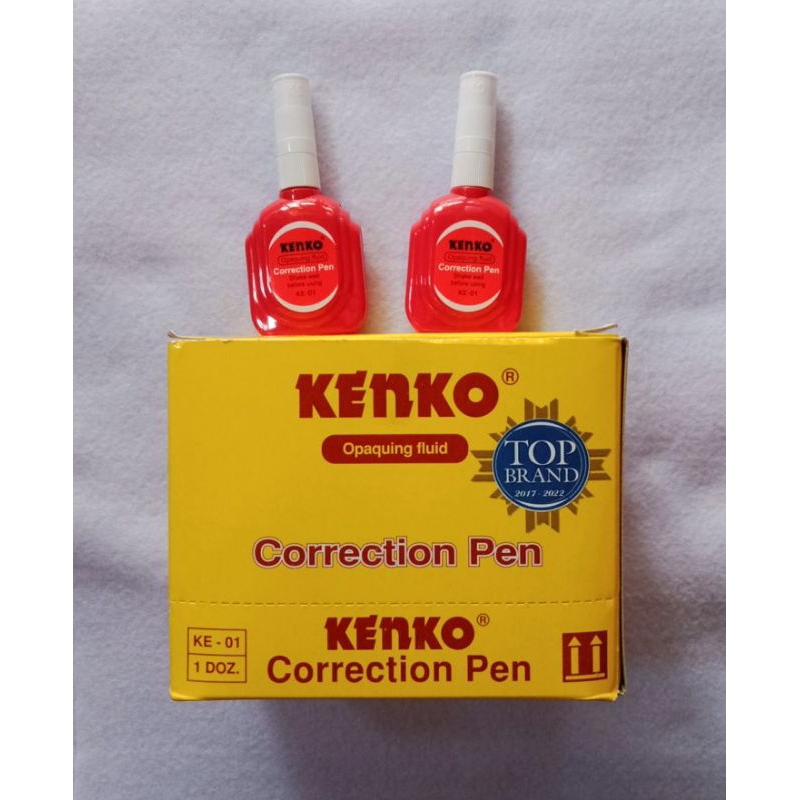 KENKO®
Opaquing fluid
Correction Pen
Shake well
before using
KE-01
KENKO®
Opaquing fluid
Correction Pen
Shake well
before using
KE-01
KENKO®
Opaquing fluid
TOP
BRAND
2017 - 2022
Correction Pen
KE - 01
1 DOZ.
KENKO®
Correction Pen